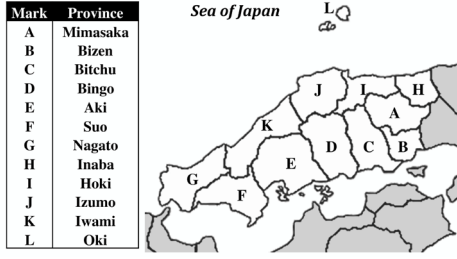 Mark Province
A Mimasaka
B Bizen
C Bitchu
D Bingo
E Aki
F Suo
G Nagato
H Inaba
I Hoki
J Izumo
K Iwami
L Oki
Sea of Japan
L
J I H
A
K
E D C B
G
F